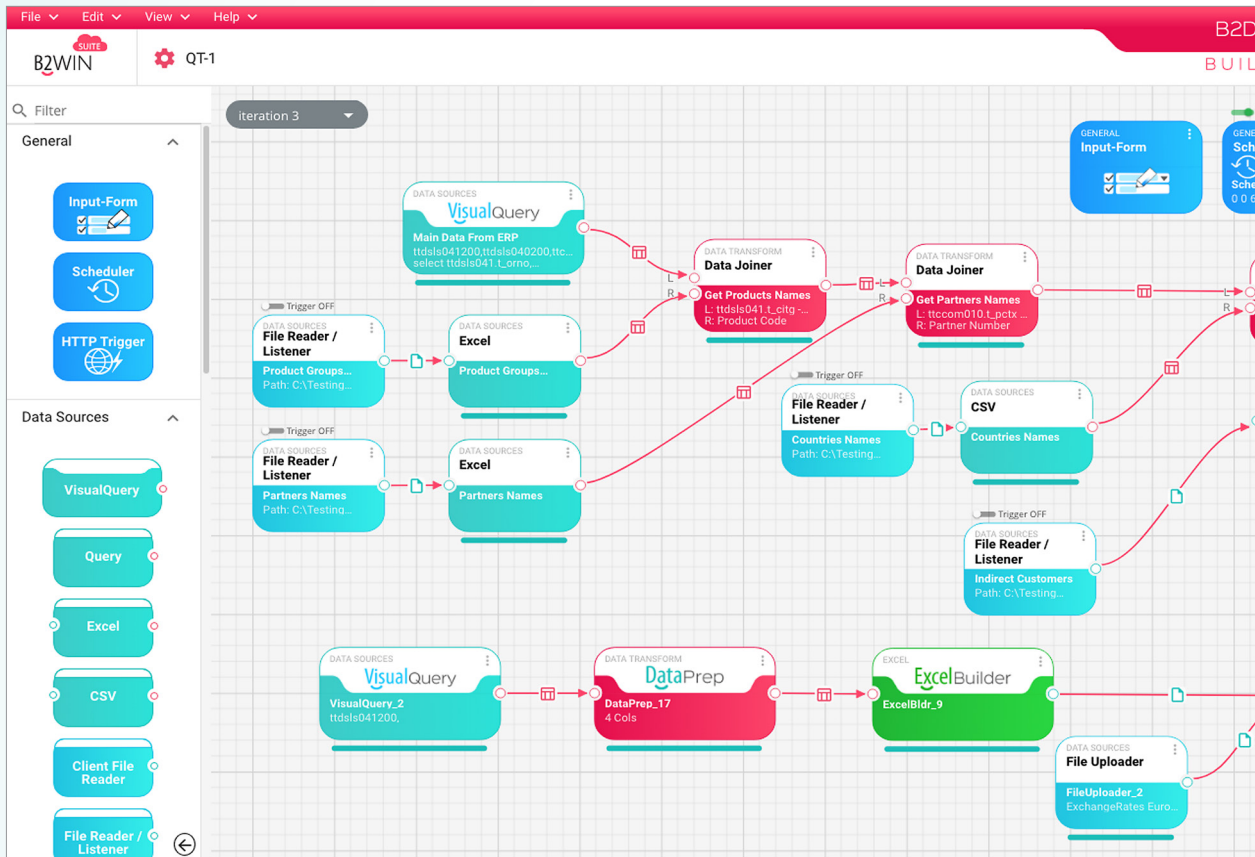 File Edit View Help
B2D
SUITE
B2WIN
QT-1
BUIL
Filter
iteration 3
General
Input-Form
Scheduler
HTTP Trigger
Data Sources
VisualQuery
Query
Excel
CSV
Client File
Reader
File Reader /
Listener
GENERAL
Input-Form
GENE
Sch
Sche
0 0 6
DATA SOURCES
VisualQuery
Main Data From ERP
ttdsls041200,ttdsls040200,ttc...
select ttdsls041.t_orno,...
L
R
DATA TRANSFORM
Data Joiner
Get Products Names
L: ttdsls041.t_citg -...
R: Product Code
L
R
DATA TRANSFORM
Data Joiner
Get Partners Names
L: ttccom010.t_pctx ...
R: Partner Number
L
R
Trigger OFF
DATA SOURCES
File Reader /
Listener
Product Groups...
Path: C:\Testing...
DATA SOURCES
Excel
Product Groups...
Trigger OFF
DATA SOURCES
File Reader /
Listener
Countries Names
Path: C:\Testing...
DATA SOURCES
CSV
Countries Names
Trigger OFF
DATA SOURCES
File Reader /
Listener
Partners Names
Path: C:\Testing...
DATA SOURCES
Excel
Partners Names
Trigger OFF
DATA SOURCES
File Reader /
Listener
Indirect Customers
Path: C:\Testing...
DATA SOURCES
VisualQuery
VisualQuery_2
ttdsls041200,
DATA TRANSFORM
DataPrep
DataPrep_17
4 Cols
EXCEL
ExcelBuilder
ExcelBldr_9
DATA SOURCES
File Uploader
FileUploader_2
ExchangeRates Euro...